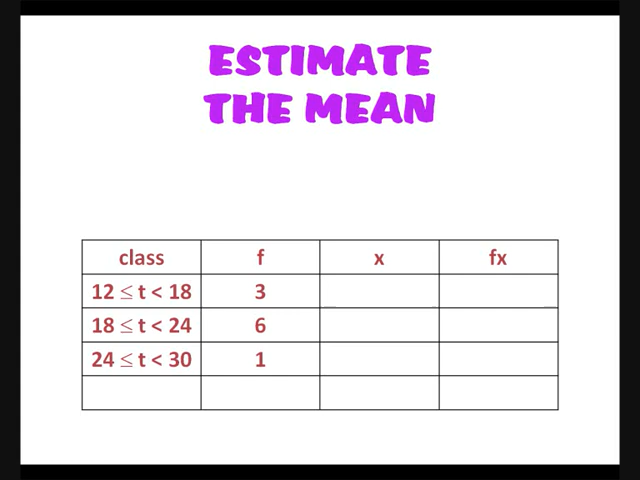 ESTIMATE
THE MEAN
class f x fx
12 ≤ t < 18 3
18 ≤ t < 24 6
24 ≤ t < 30 1